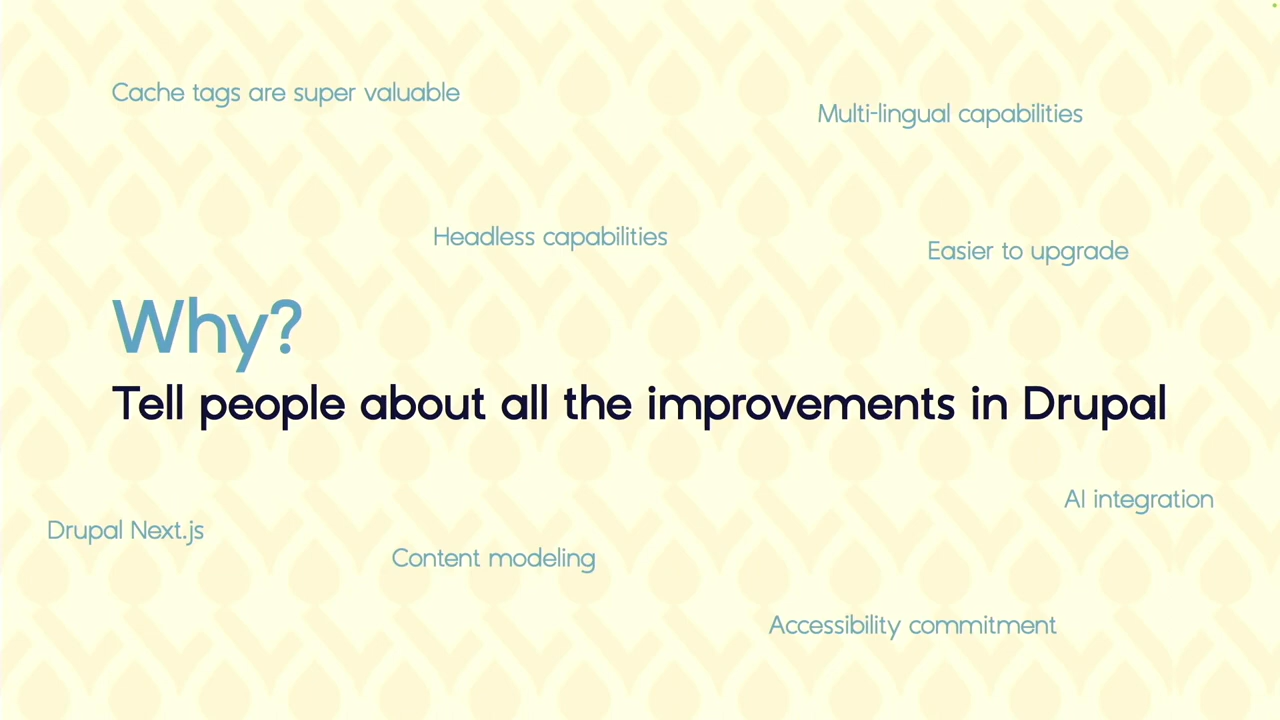 Cache tags are super valuable
Multi-lingual capabilities
Headless capabilities
Easier to upgrade
Why?
Tell people about all the improvements in Drupal
AI integration
Drupal Next.js
Content modeling
Accessibility commitment